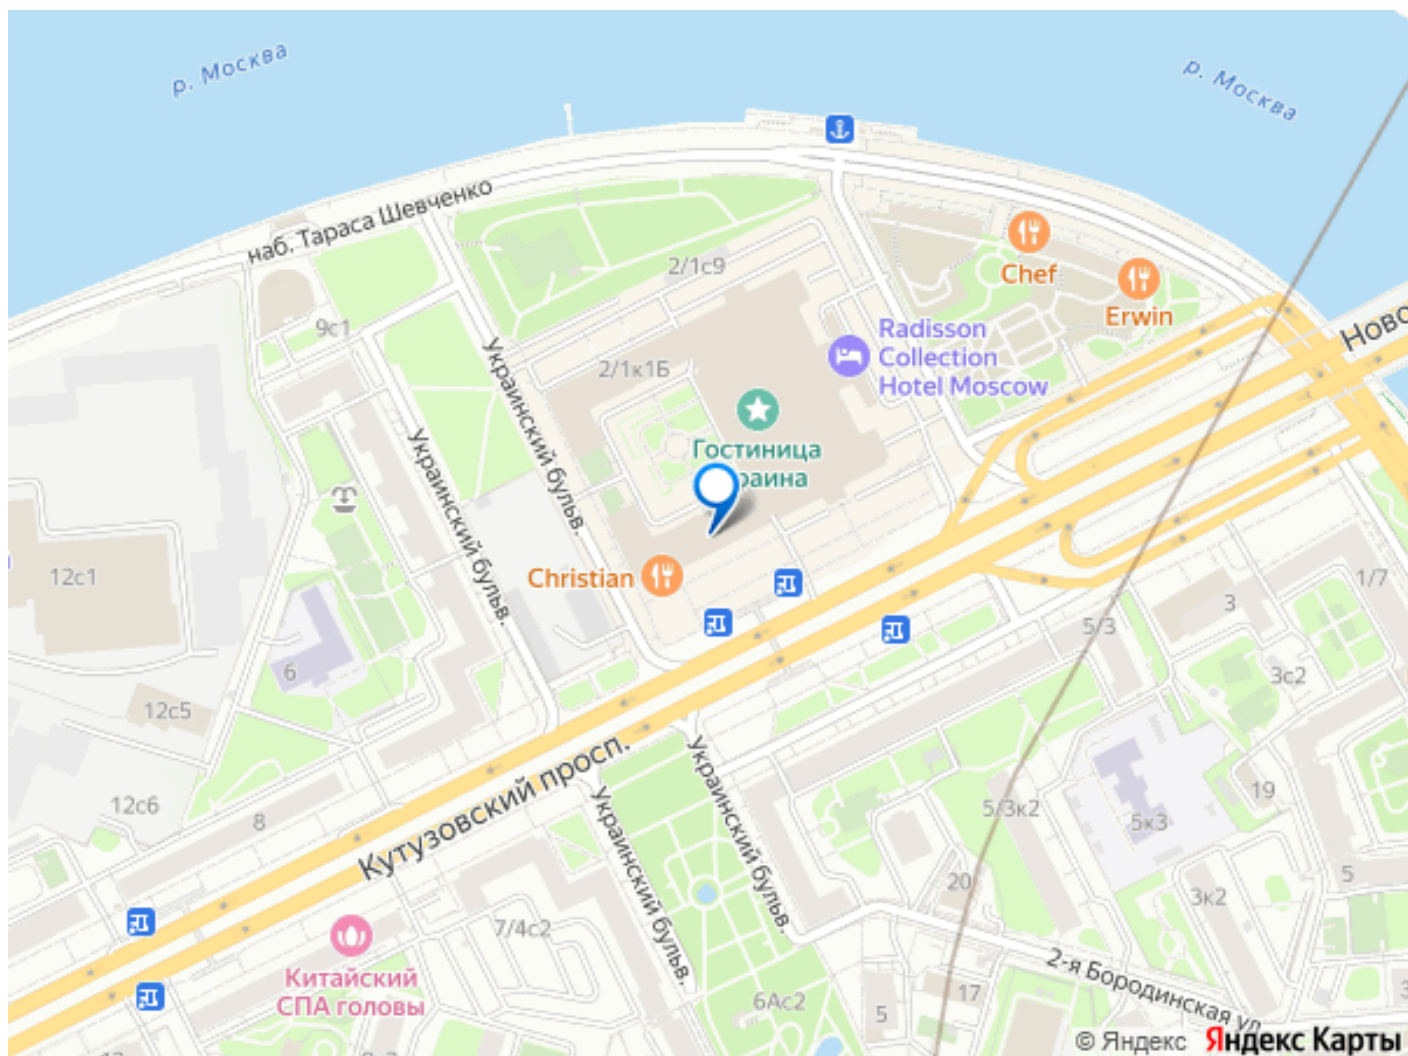 р. Москва
р. Москва
наб. Тараса Шевченко
2/1с9
Chef
Erwin
9с1
Ново
Украинский бульв.
2/1к1Б
Radisson
Collection
Hotel Moscow
Гостиница
раина
Украинский бульв.
12с1
Christian
1/7
3
5/3
6
3с2
12с5
Кутузовский просп.
Украинский бульв.
12с6
8
5/3к2
19
5к3
Украинский бульв.
20
5
3к2
7/4с2
Китайский
СПА головы
2-я Бородинская ул
17
6Ас2
5
3
© Яндекс Яндекс Карты